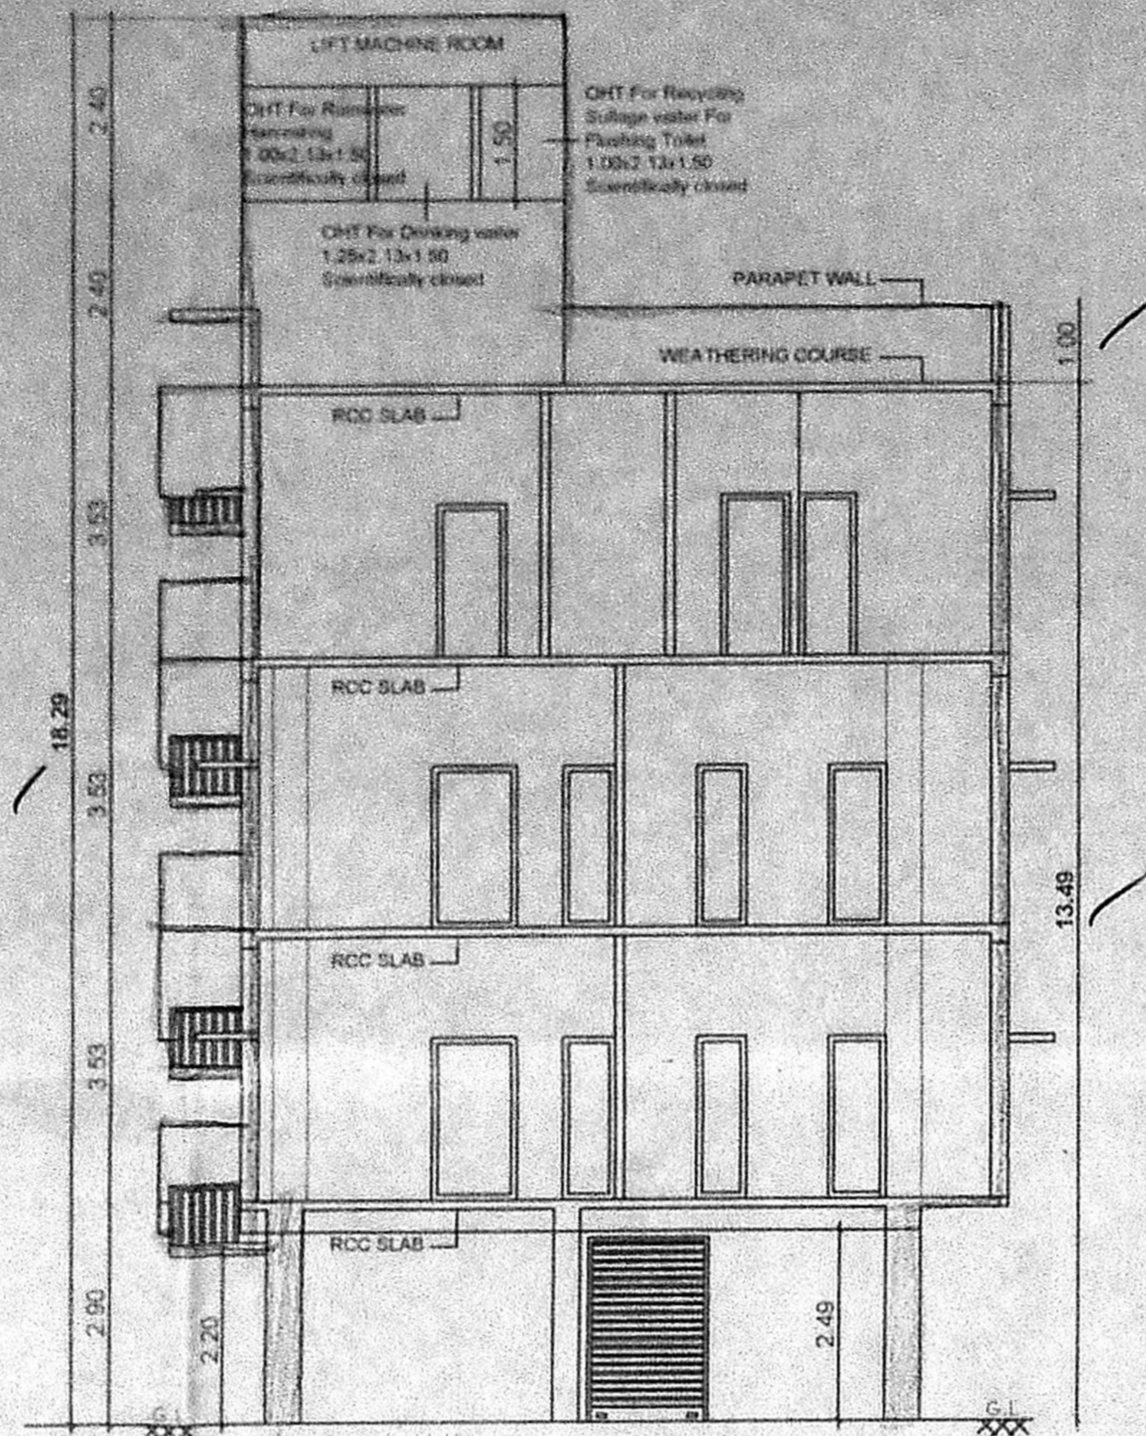 LIFT MACHINE ROOM
2.40
OHT For Rainwater
Harvesting
1.00x2.13x1.50
Scientifically closed
1.50
OHT For Recycling
Sullage water For
Flushing Toilet
1.00x2.13x1.50
Scientifically closed
OHT For Drinking water
1.25x2.13x1.50
Scientifically closed
2.40
PARAPET WALL
1.00
WEATHERING COURSE
RCC SLAB
3.53
RCC SLAB
18.29
3.53
13.49
RCC SLAB
3.53
RCC SLAB
2.90
2.20
2.49
G.L
G.L